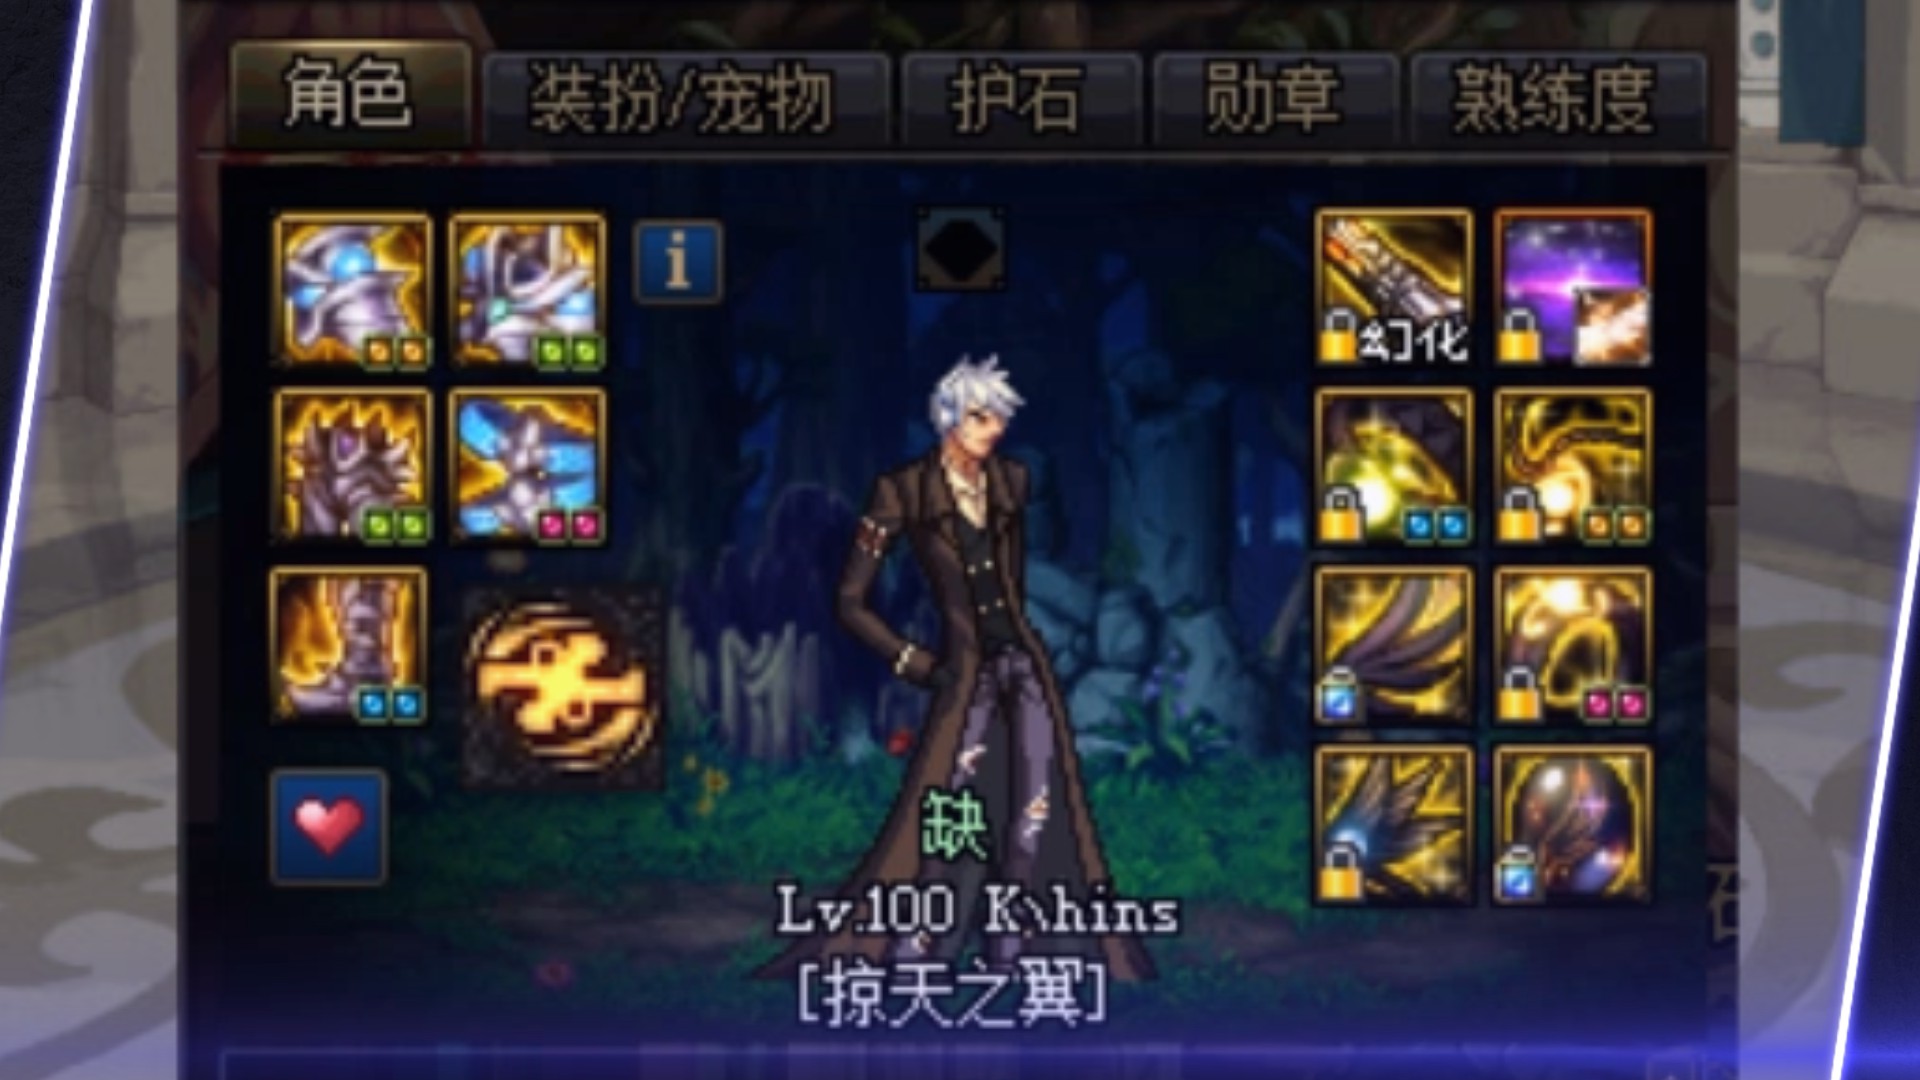 角色 装扮/宠物 护石 勋章 熟练度
i
幻化
缺
Lv.100 K\hins
[掠天之翼]